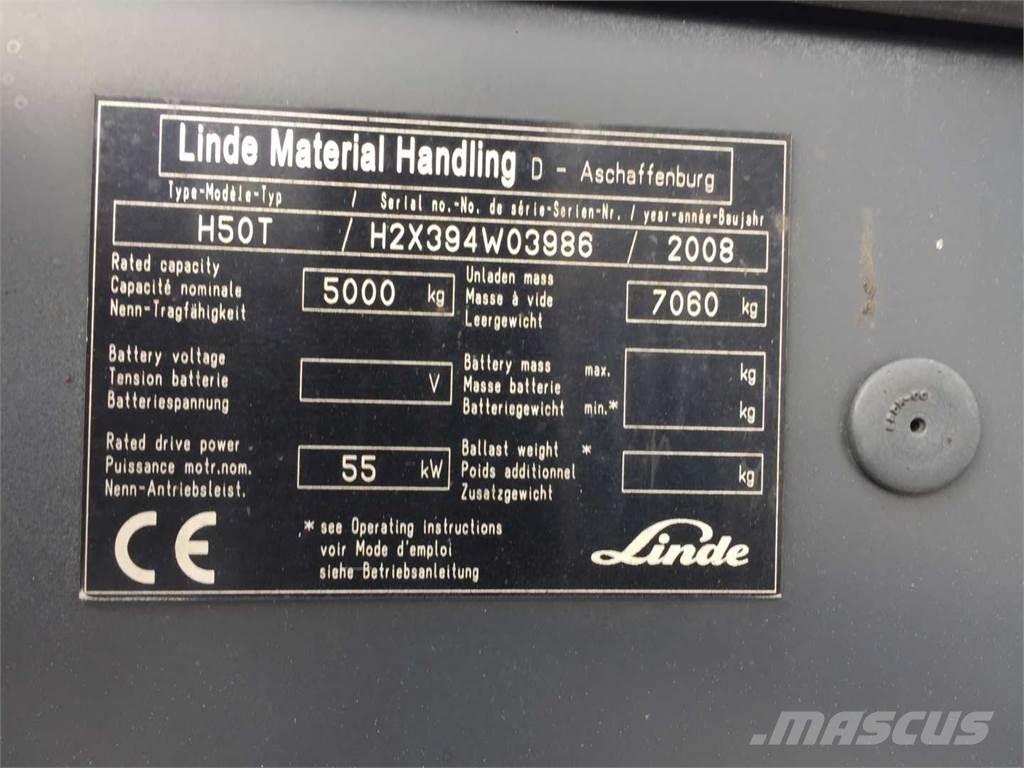 Linde Material Handling D - Aschaffenburg
Type-Modèle-Typ / Serial no.-No. de série-Serien-Nr. / year-année-Baujahr
H50T / H2X394W03986 / 2008
Rated capacity
Capacité nominale
Nenn-Tragfähigkeit
5000 kg
Unladen mass
Masse à vide
Leergewicht
7060 kg
Battery voltage
Tension batterie
Batteriespannung
V
Battery mass max. kg
Masse batterie
Batteriegewicht min.* kg
Rated drive power
Puissance motr.nom.
Nenn-Antriebsleist.
55 kW
Ballast weight *
Poids additionnel
Zusatzgewicht
kg
CE
* see Operating instructions
voir Mode d'emploi
siehe Betriebsanleitung
Linde
MASCUS